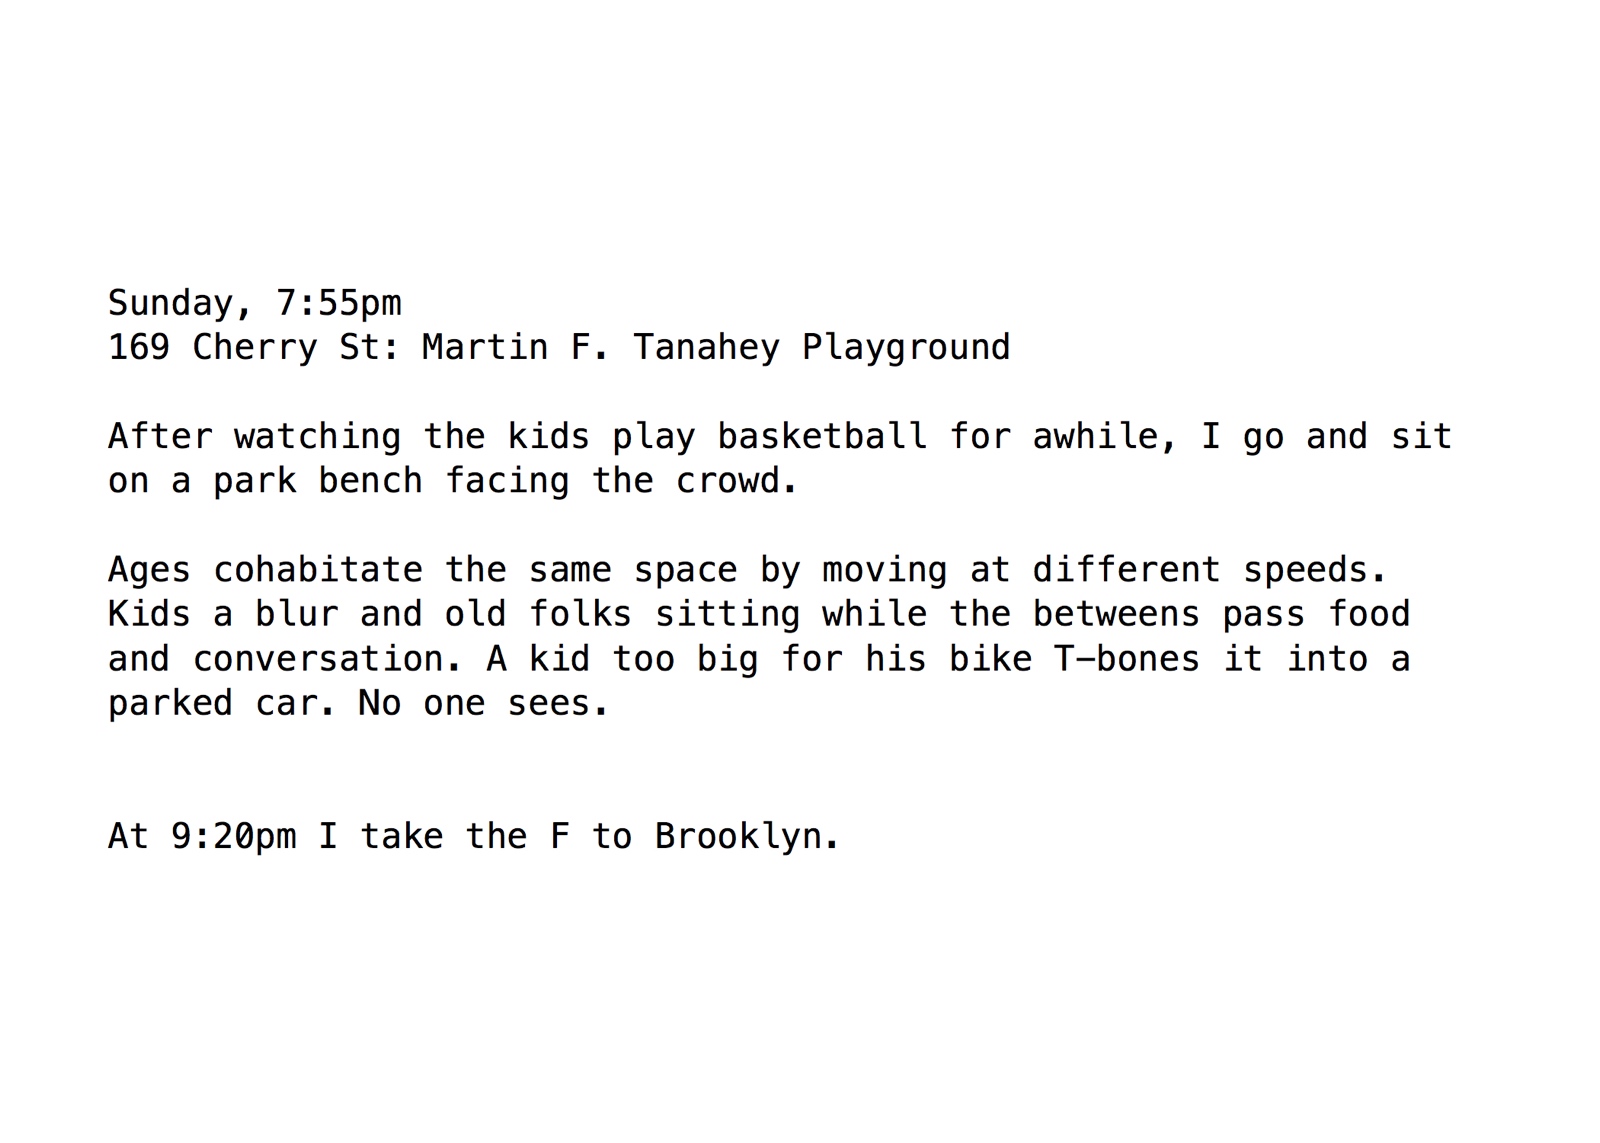 Sunday, 7:55pm
169 Cherry St: Martin F. Tanahey Playground
After watching the kids play basketball for awhile, I go and sit
on a park bench facing the crowd.
Ages cohabitate the same space by moving at different speeds.
Kids a blur and old folks sitting while the betweens pass food
and conversation. A kid too big for his bike T-bones it into a
parked car. No one sees.
At 9:20pm I take the F to Brooklyn.